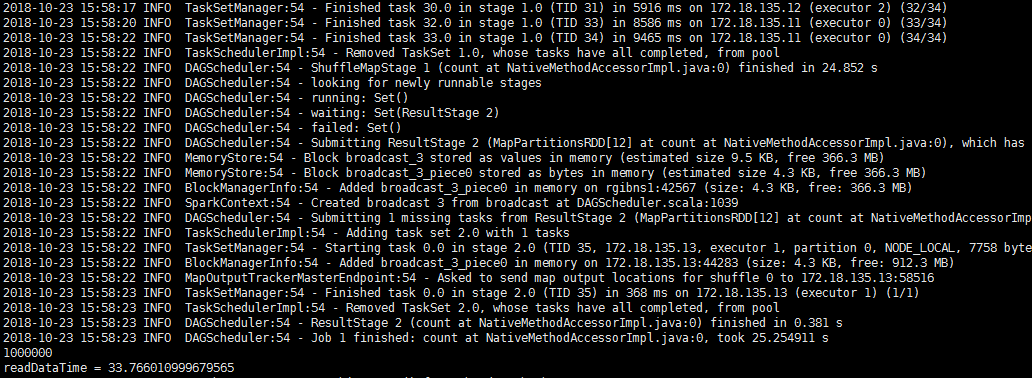 2018-10-23 15:58:17 INFO  TaskSetManager:54 - Finished task 30.0 in stage 1.0 (TID 31) in 5916 ms on 172.18.135.12 (executor 2) (32/34)
2018-10-23 15:58:20 INFO  TaskSetManager:54 - Finished task 32.0 in stage 1.0 (TID 33) in 8586 ms on 172.18.135.11 (executor 0) (33/34)
2018-10-23 15:58:22 INFO  TaskSetManager:54 - Finished task 33.0 in stage 1.0 (TID 34) in 9465 ms on 172.18.135.11 (executor 0) (34/34)
2018-10-23 15:58:22 INFO  TaskSchedulerImpl:54 - Removed TaskSet 1.0, whose tasks have all completed, from pool
2018-10-23 15:58:22 INFO  DAGScheduler:54 - ShuffleMapStage 1 (count at NativeMethodAccessorImpl.java:0) finished in 24.852 s
2018-10-23 15:58:22 INFO  DAGScheduler:54 - looking for newly runnable stages
2018-10-23 15:58:22 INFO  DAGScheduler:54 - running: Set()
2018-10-23 15:58:22 INFO  DAGScheduler:54 - waiting: Set(ResultStage 2)
2018-10-23 15:58:22 INFO  DAGScheduler:54 - failed: Set()
2018-10-23 15:58:22 INFO  DAGScheduler:54 - Submitting ResultStage 2 (MapPartitionsRDD[12] at count at NativeMethodAccessorImpl.java:0), which has
2018-10-23 15:58:22 INFO  MemoryStore:54 - Block broadcast_3 stored as values in memory (estimated size 9.5 KB, free 366.3 MB)
2018-10-23 15:58:22 INFO  MemoryStore:54 - Block broadcast_3_piece0 stored as bytes in memory (estimated size 4.3 KB, free 366.3 MB)
2018-10-23 15:58:22 INFO  BlockManagerInfo:54 - Added broadcast_3_piece0 in memory on rgibns1:42567 (size: 4.3 KB, free: 366.3 MB)
2018-10-23 15:58:22 INFO  SparkContext:54 - Created broadcast 3 from broadcast at DAGScheduler.scala:1039
2018-10-23 15:58:22 INFO  DAGScheduler:54 - Submitting 1 missing tasks from ResultStage 2 (MapPartitionsRDD[12] at count at NativeMethodAccessorImp
2018-10-23 15:58:22 INFO  TaskSchedulerImpl:54 - Adding task set 2.0 with 1 tasks
2018-10-23 15:58:22 INFO  TaskSetManager:54 - Starting task 0.0 in stage 2.0 (TID 35, 172.18.135.13, executor 1, partition 0, NODE_LOCAL, 7758 byte
2018-10-23 15:58:22 INFO  BlockManagerInfo:54 - Added broadcast_3_piece0 in memory on 172.18.135.13:44283 (size: 4.3 KB, free: 912.3 MB)
2018-10-23 15:58:22 INFO  MapOutputTrackerMasterEndpoint:54 - Asked to send map output locations for shuffle 0 to 172.18.135.13:58516
2018-10-23 15:58:23 INFO  TaskSetManager:54 - Finished task 0.0 in stage 2.0 (TID 35) in 368 ms on 172.18.135.13 (executor 1) (1/1)
2018-10-23 15:58:23 INFO  TaskSchedulerImpl:54 - Removed TaskSet 2.0, whose tasks have all completed, from pool
2018-10-23 15:58:23 INFO  DAGScheduler:54 - ResultStage 2 (count at NativeMethodAccessorImpl.java:0) finished in 0.381 s
2018-10-23 15:58:23 INFO  DAGScheduler:54 - Job 1 finished: count at NativeMethodAccessorImpl.java:0, took 25.254911 s
1000000
readDataTime = 33.766010999679565